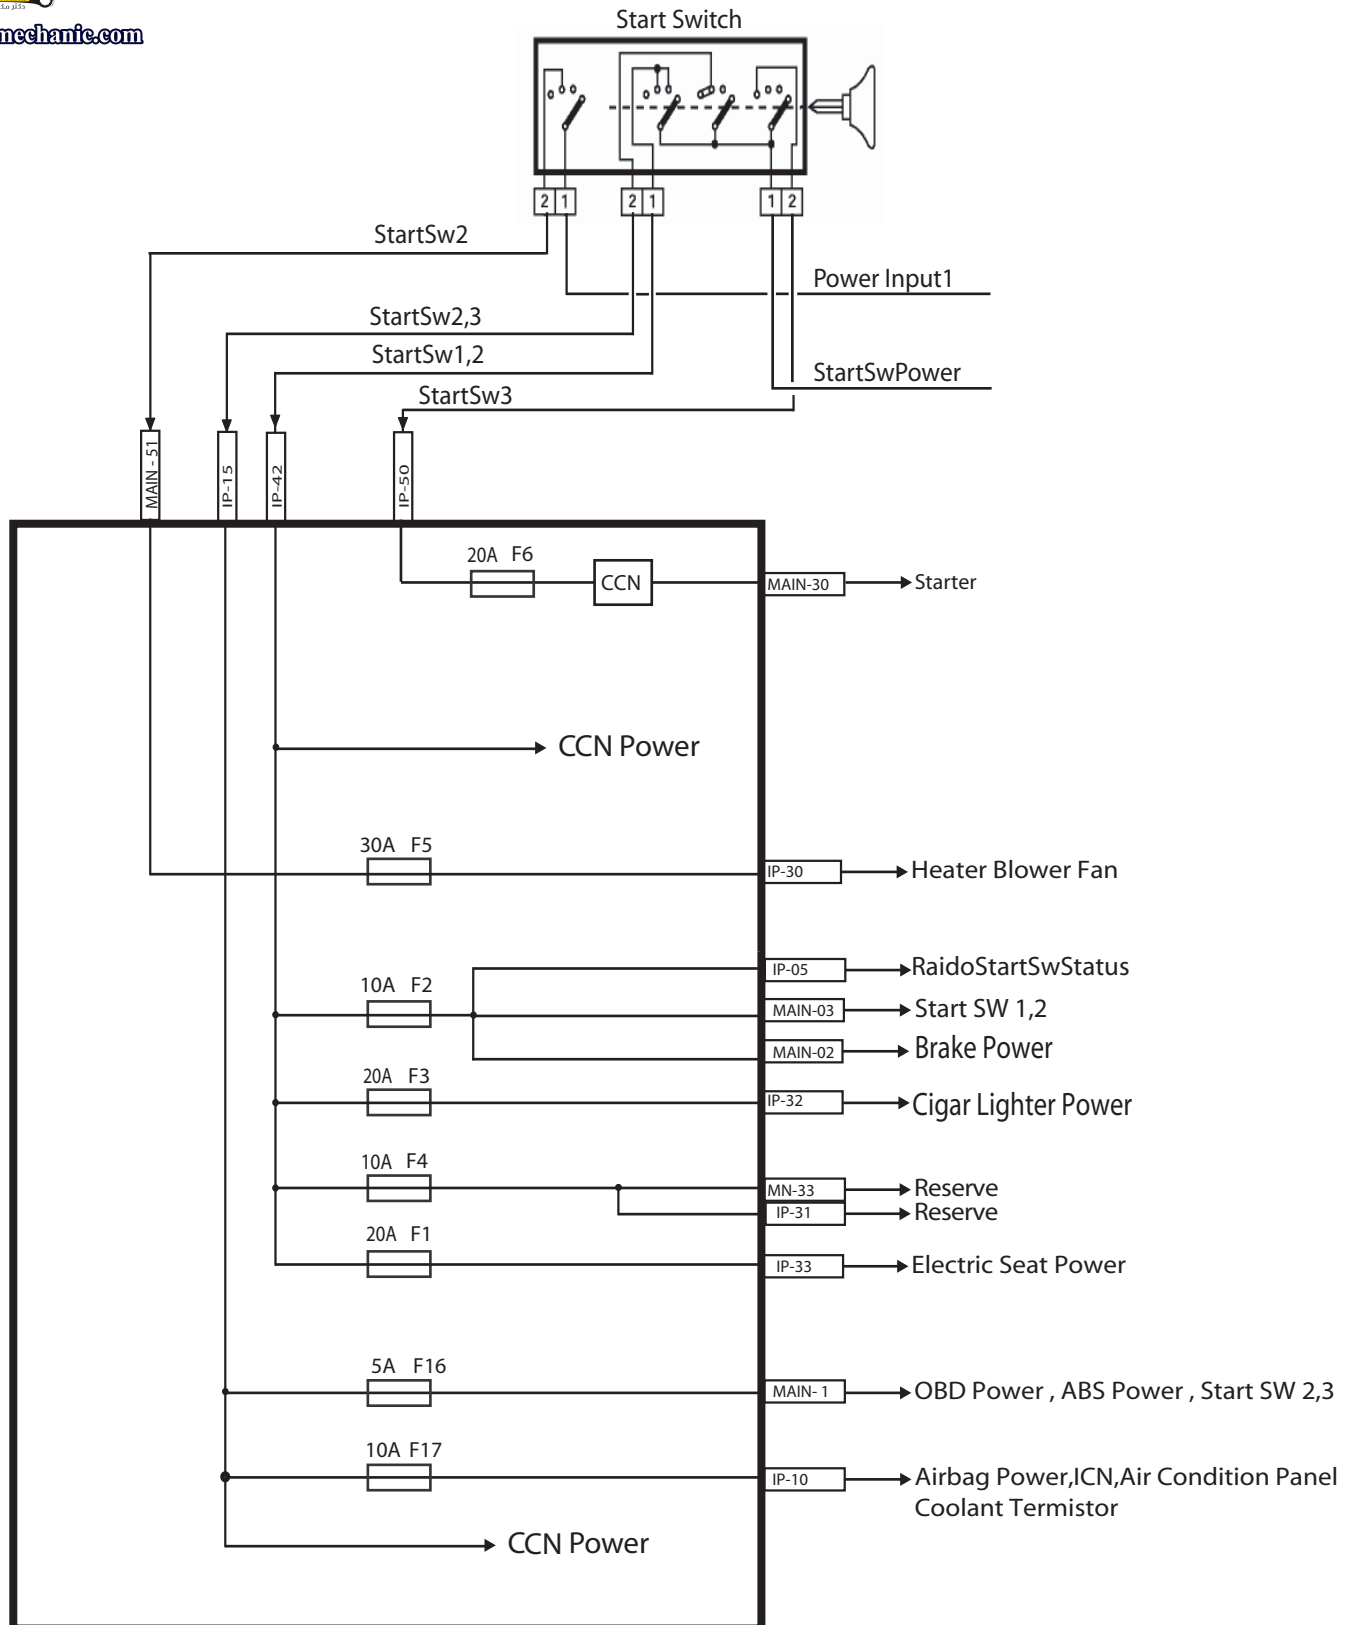 mechanic.com
Start Switch
2 1
2 1
1 2
StartSw2
Power Input1
StartSw2,3
StartSw1,2
StartSwPower
StartSw3
MAIN - 51
IP-15
IP-42
IP-50
20A F6
CCN
MAIN-30
Starter
CCN Power
30A F5
IP-30
Heater Blower Fan
IP-05
RaidoStartSwStatus
10A F2
MAIN-03
Start SW 1,2
MAIN-02
Brake Power
20A F3
IP-32
Cigar Lighter Power
10A F4
MN-33
Reserve
IP-31
Reserve
20A F1
IP-33
Electric Seat Power
5A F16
MAIN- 1
OBD Power , ABS Power , Start SW 2,3
10A F17
IP-10
Airbag Power,ICN,Air Condition Panel
Coolant Termistor
CCN Power